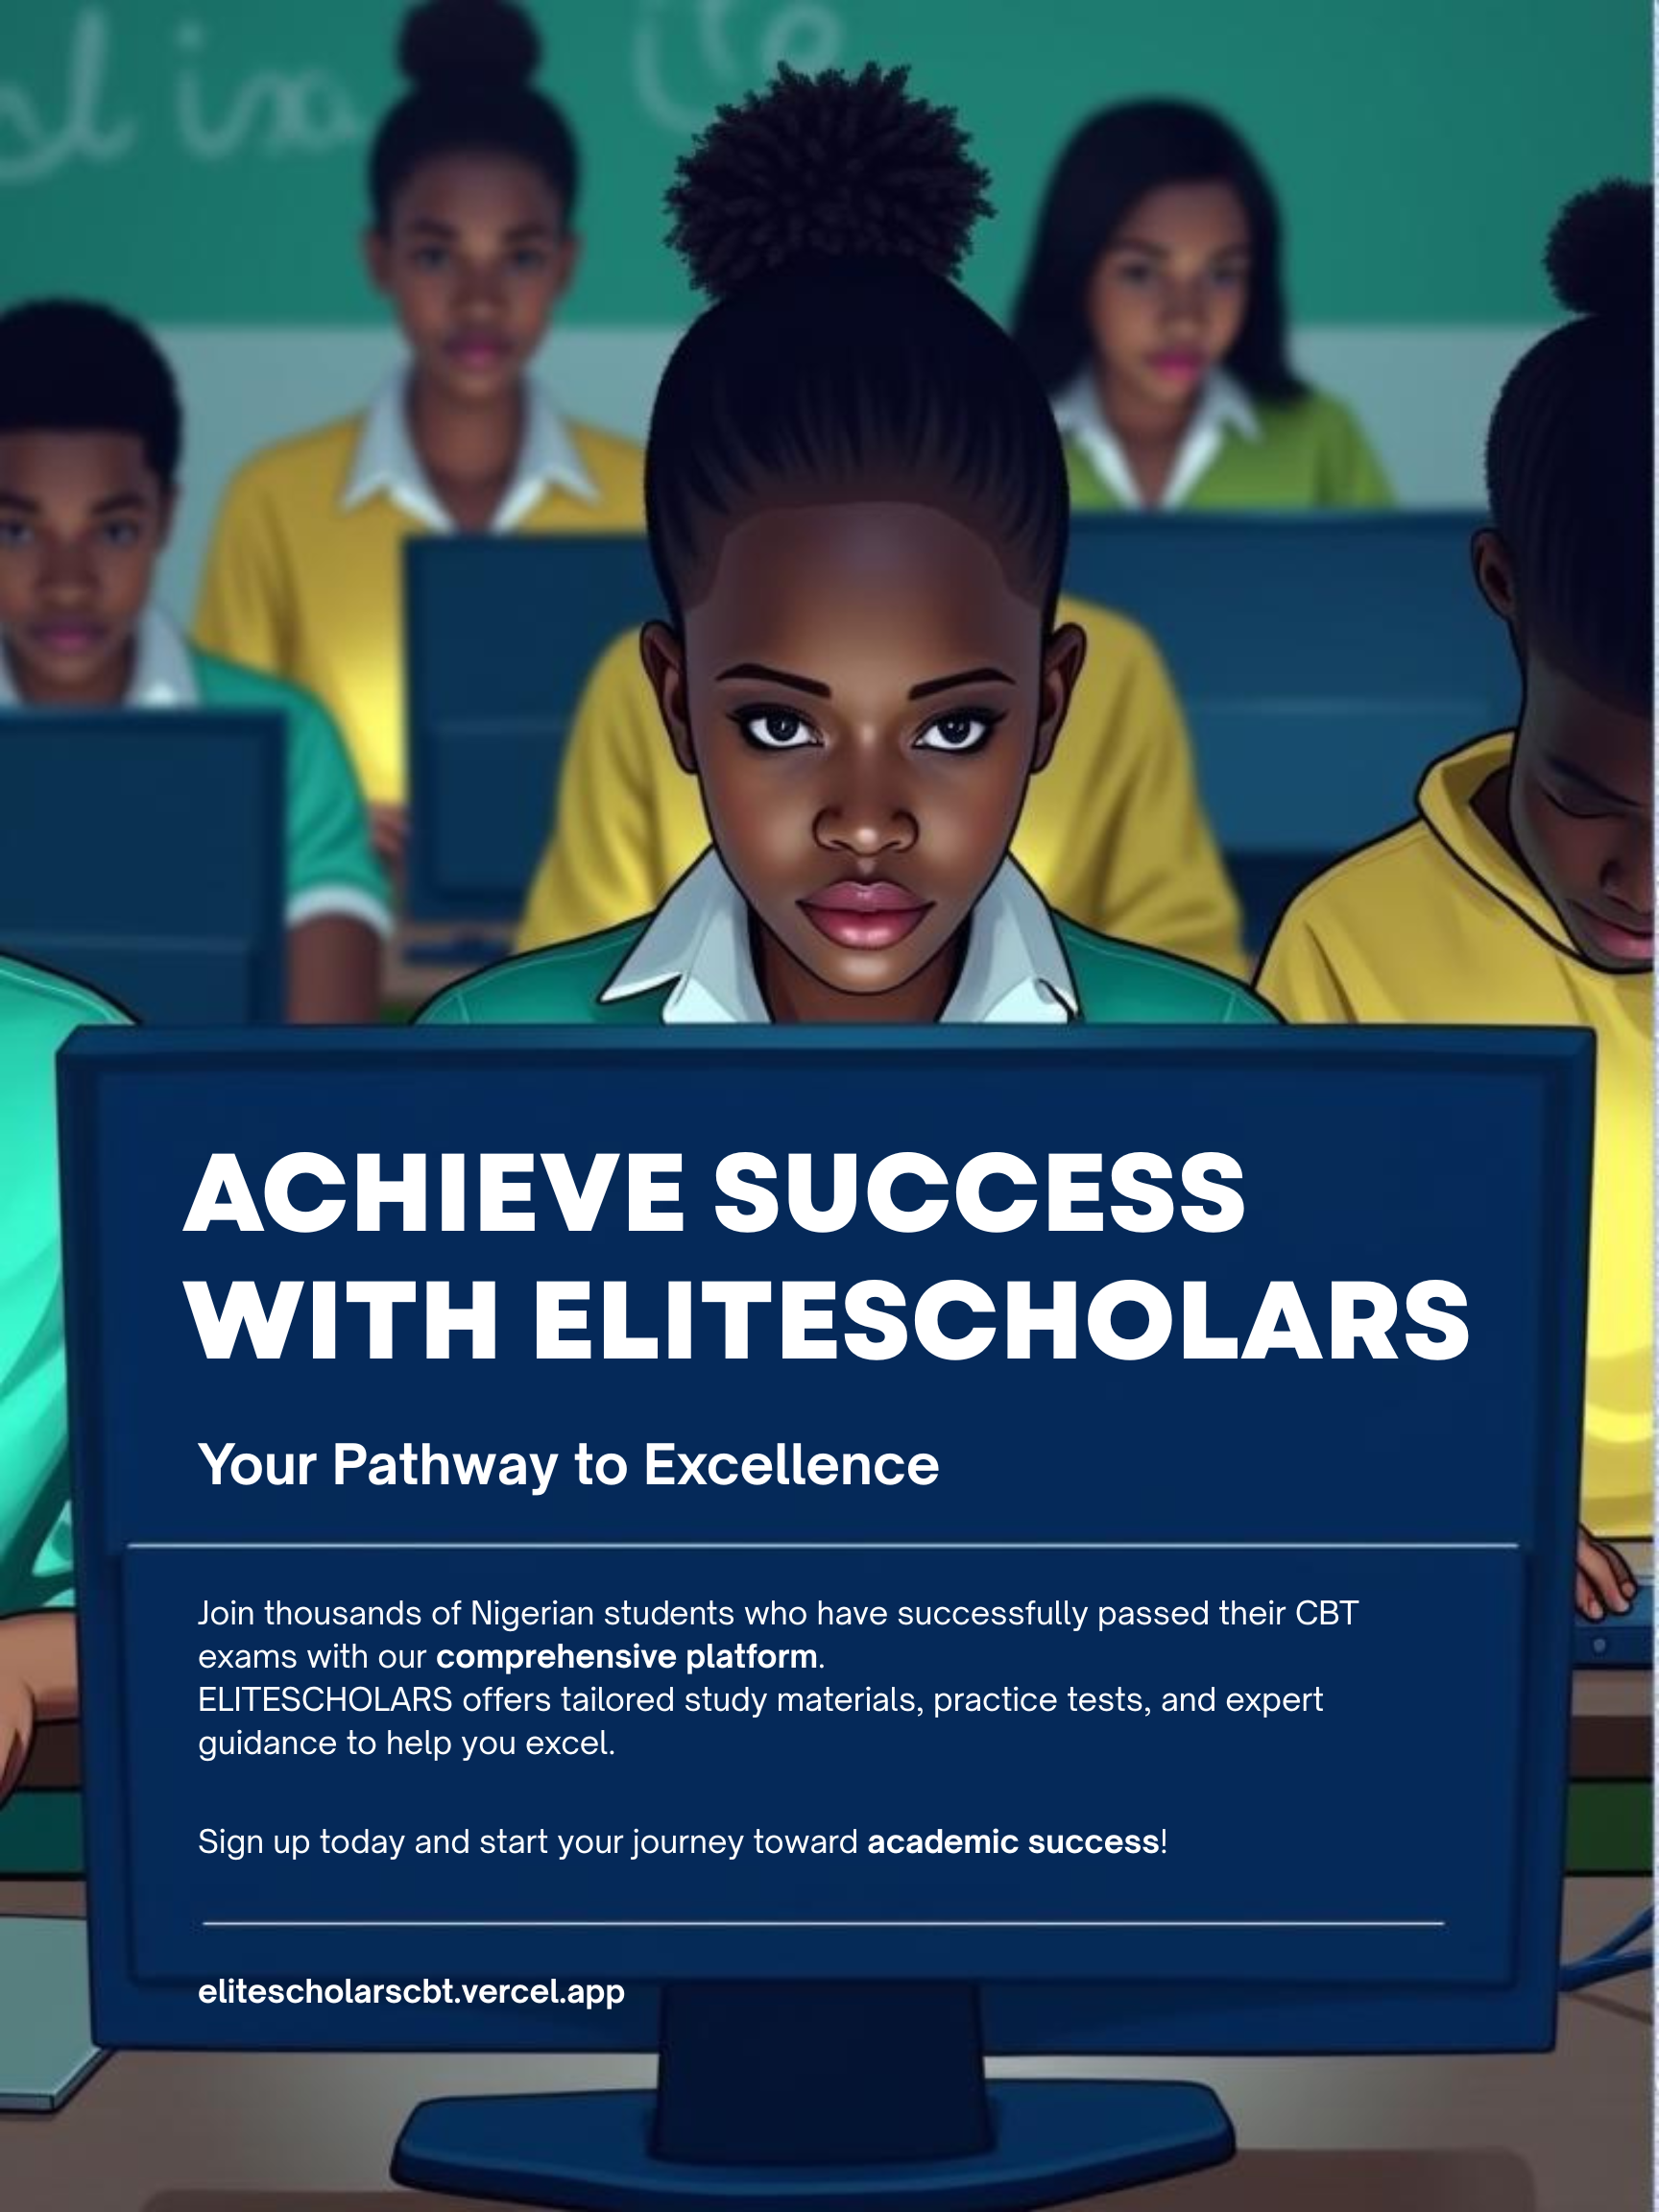 ACHIEVE SUCCESS
WITH ELITESCHOLARS
Your Pathway to Excellence
Join thousands of Nigerian students who have successfully passed their CBT
exams with our comprehensive platform.
ELITESCHOLARS offers tailored study materials, practice tests, and expert
guidance to help you excel.
Sign up today and start your journey toward academic success!
elitescholarscbt.vercel.app